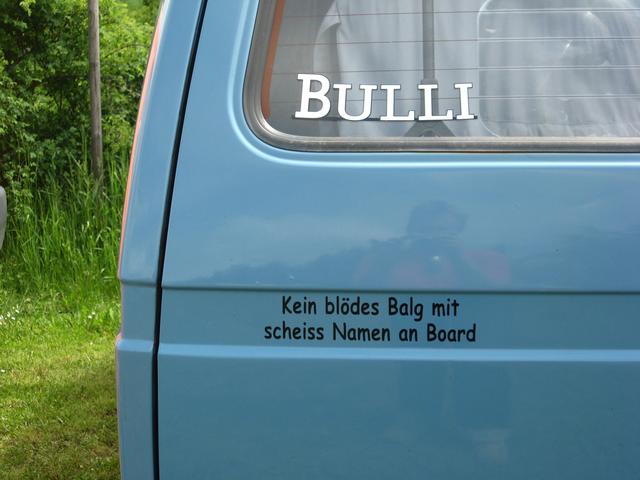 BULLI
Kein blödes Balg mit
scheiss Namen an Board